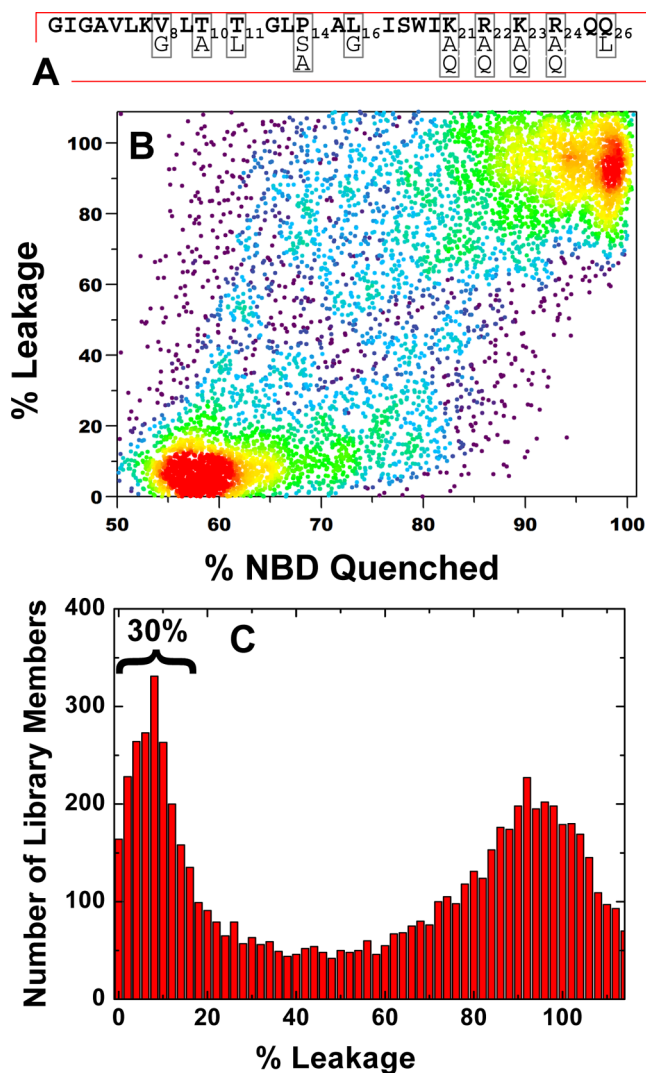 GIGAVLKV8LT10T11GLP14AL16ISWIK21R22K23R24QQ26
G A L S G A A A A L
A Q Q Q Q
A
B
100
80
60
40
20
0
% Leakage
50 60 70 80 90 100
% NBD Quenched
400
300
200
100
0
Number of Library Members
30%
C
0 20 40 60 80 100
% Leakage